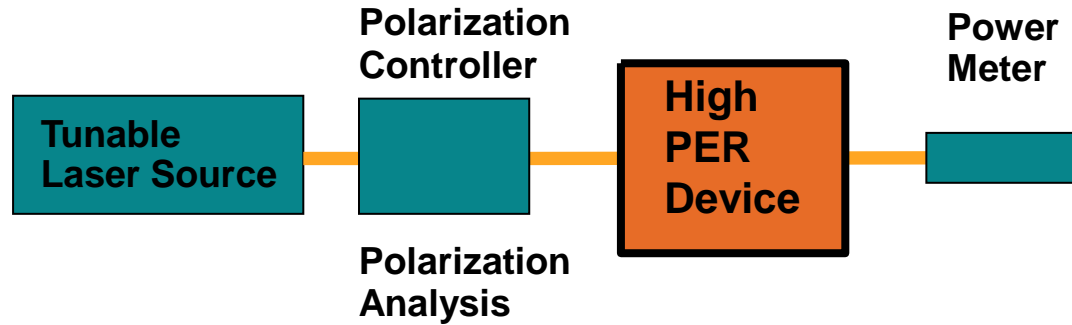 Polarization
Controller
Power
Meter
Tunable
Laser Source
High
PER
Device
Polarization
Analysis